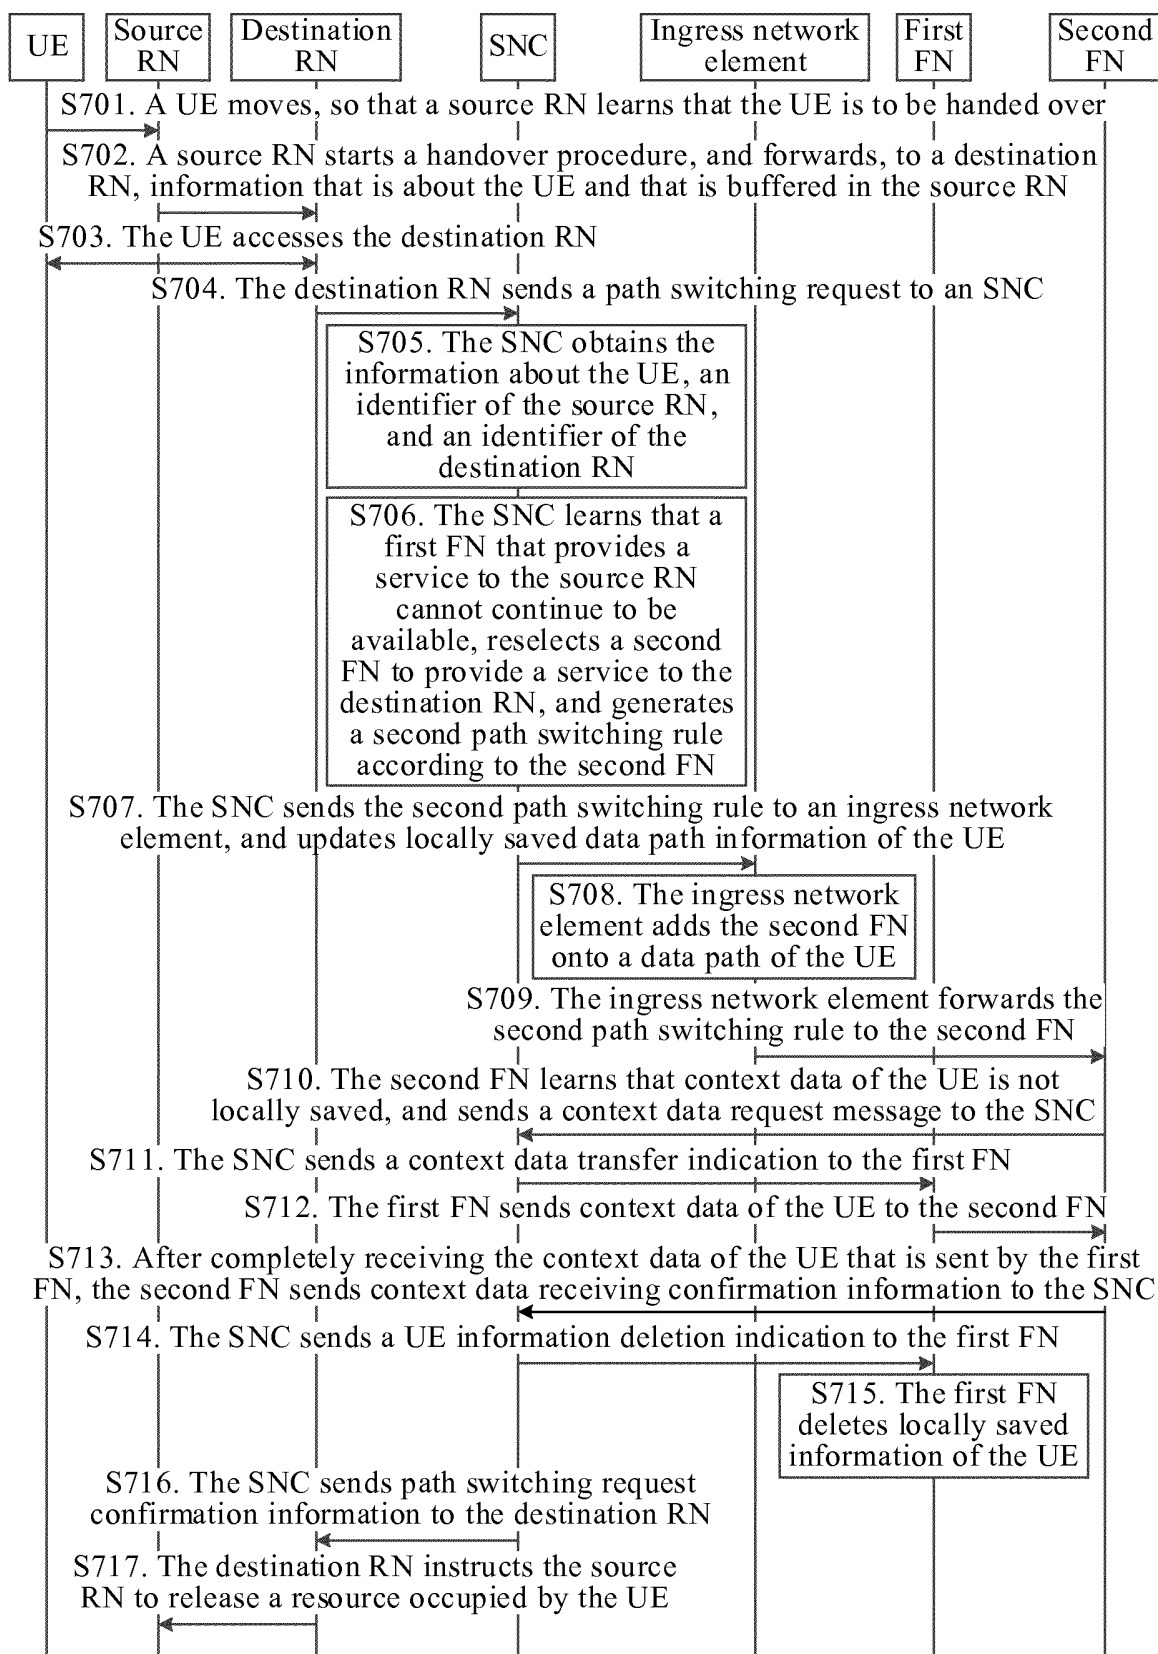 UE
Source
RN
Destination
RN
SNC
Ingress network
element
First
FN
Second
FN
S701. A UE moves, so that a source RN learns that the UE is to be handed over
S702. A source RN starts a handover procedure, and forwards, to a destination
RN, information that is about the UE and that is buffered in the source RN
S703. The UE accesses the destination RN
S704. The destination RN sends a path switching request to an SNC
S705. The SNC obtains the
information about the UE, an
identifier of the source RN,
and an identifier of the
destination RN
S706. The SNC learns that a
first FN that provides a
service to the source RN
cannot continue to be
available, reselects a second
FN to provide a service to the
destination RN, and generates
a second path switching rule
according to the second FN
S707. The SNC sends the second path switching rule to an ingress network
element, and updates locally saved data path information of the UE
S708. The ingress network
element adds the second FN
onto a data path of the UE
S709. The ingress network element forwards the
second path switching rule to the second FN
S710. The second FN learns that context data of the UE is not
locally saved, and sends a context data request message to the SNC
S711. The SNC sends a context data transfer indication to the first FN
S712. The first FN sends context data of the UE to the second FN
S713. After completely receiving the context data of the UE that is sent by the first
FN, the second FN sends context data receiving confirmation information to the SNC
S714. The SNC sends a UE information deletion indication to the first FN
S715. The first FN
deletes locally saved
information of the UE
S716. The SNC sends path switching request
confirmation information to the destination RN
S717. The destination RN instructs the source
RN to release a resource occupied by the UE